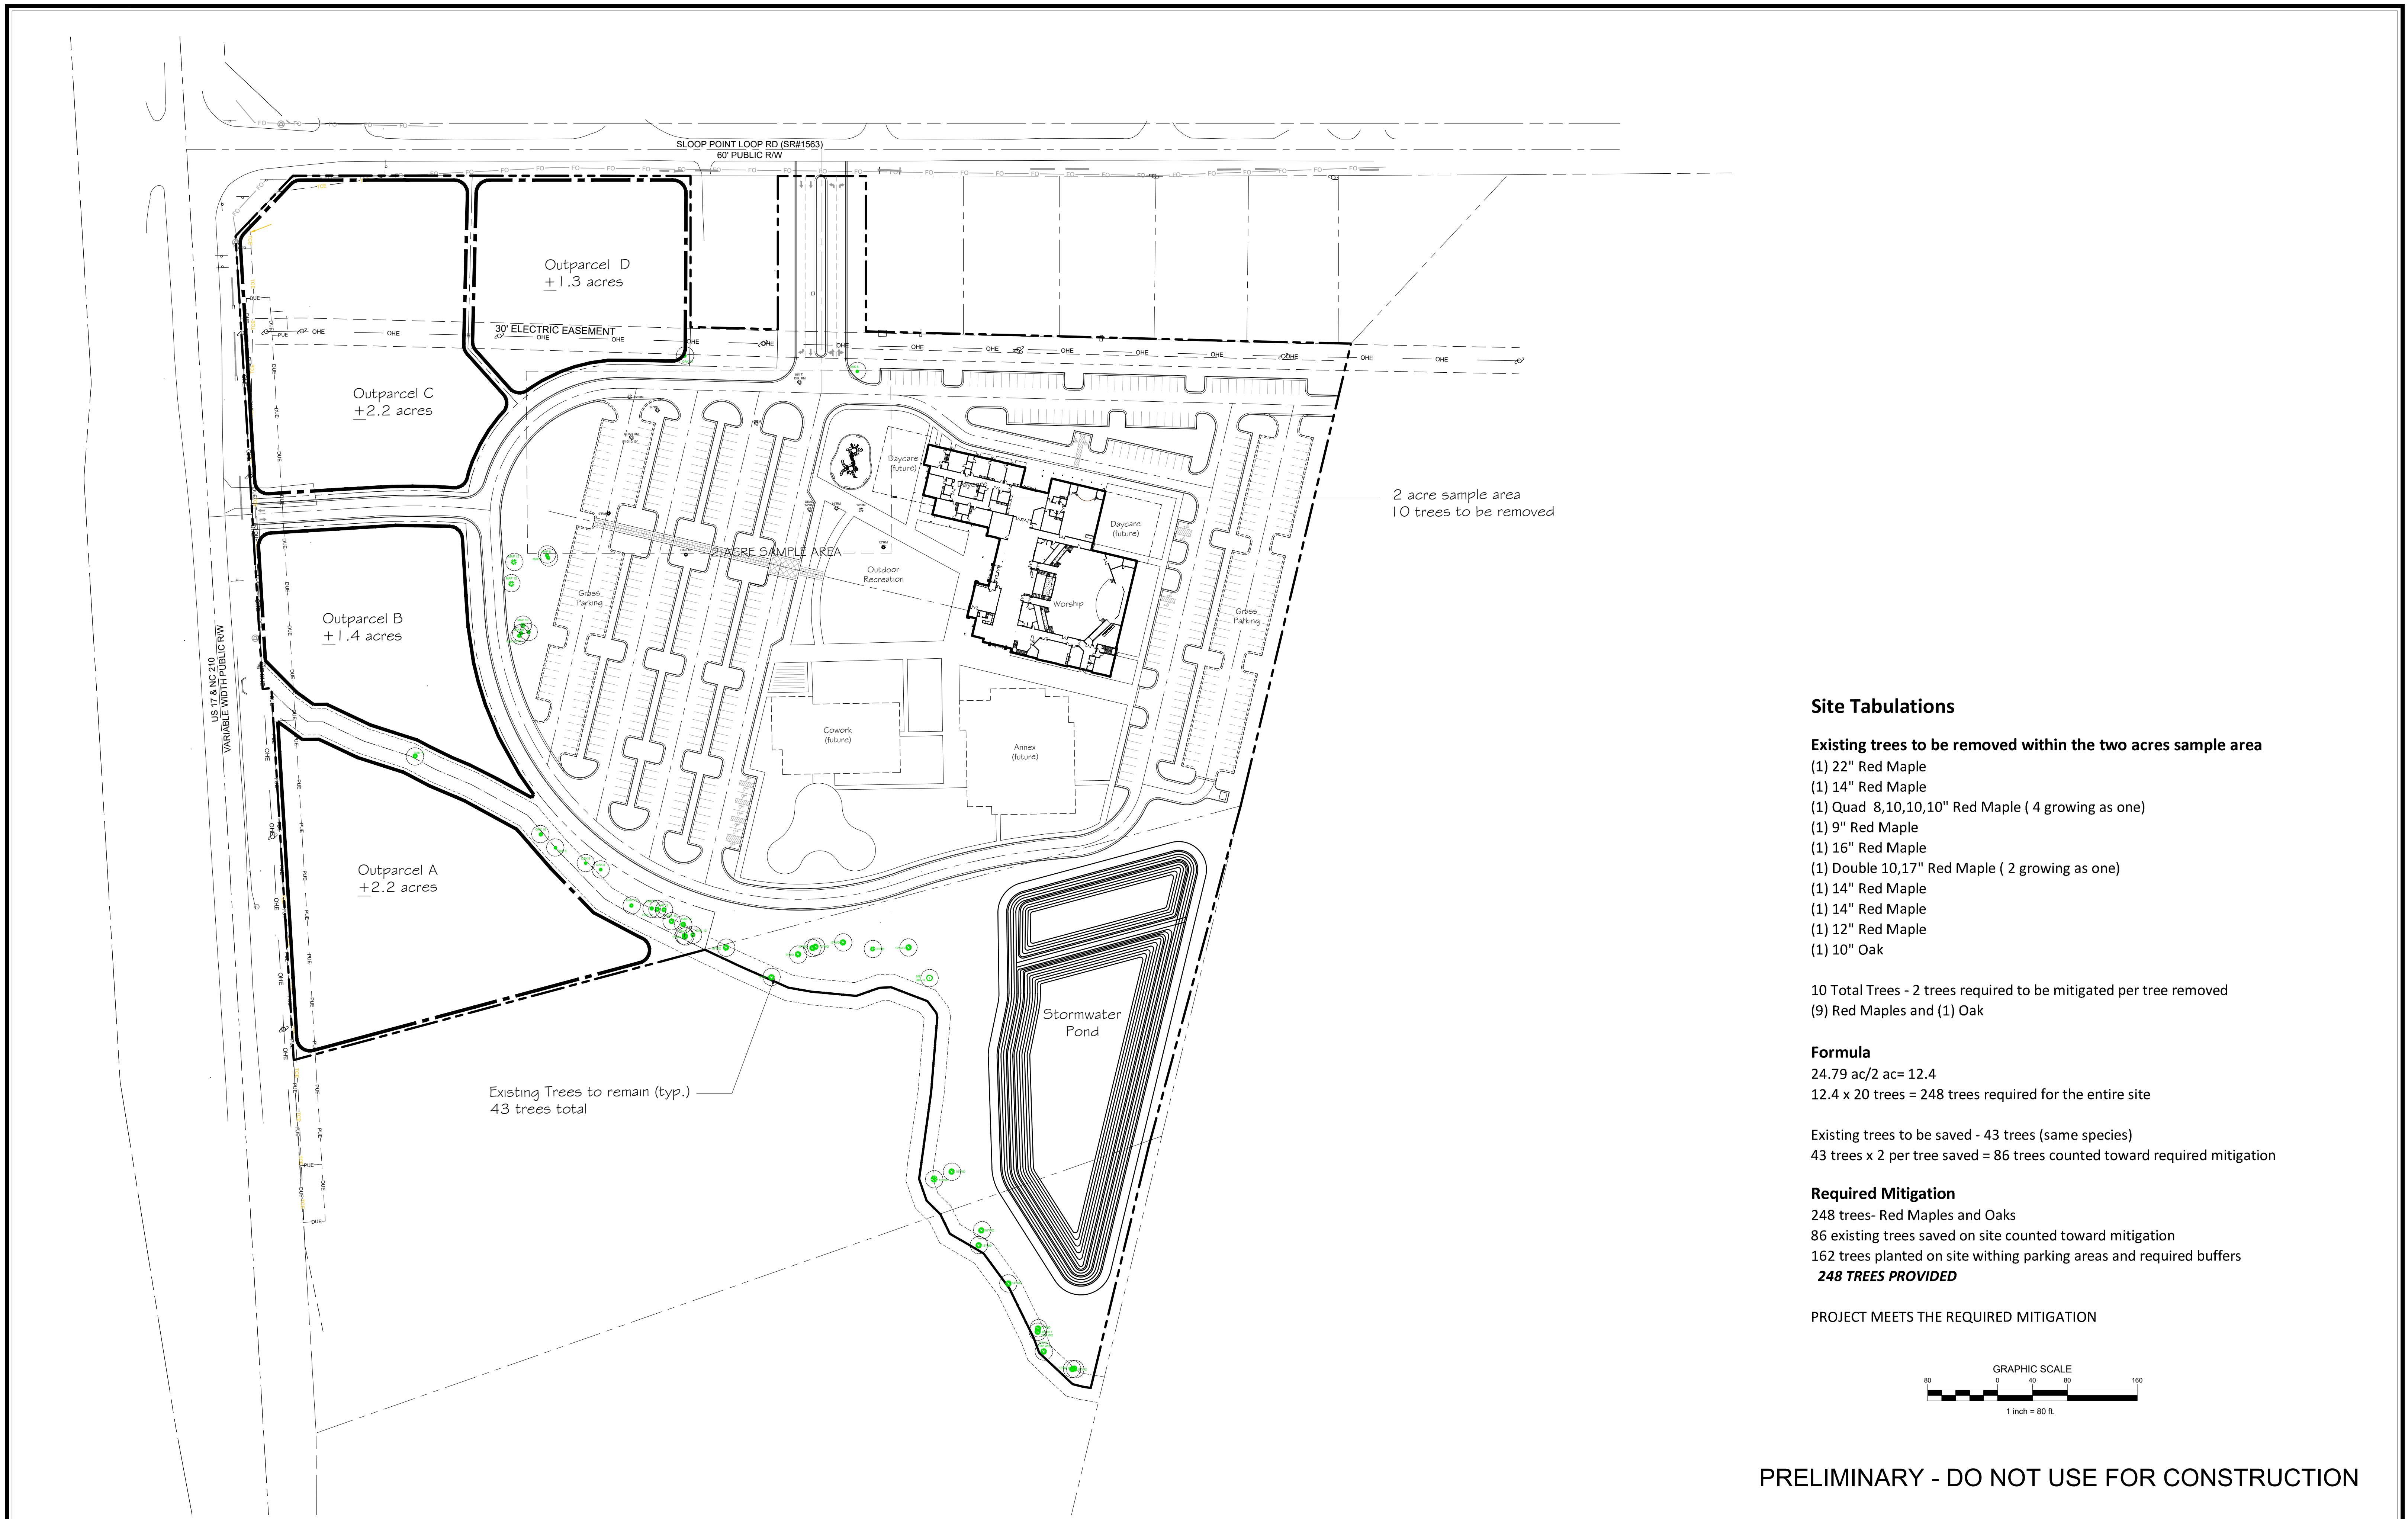 SLOOP POINT LOOP RD (SR#1563)
60' PUBLIC R/W
Outparcel D
+1.3 acres
30' ELECTRIC EASEMENT
OHE
Outparcel C
+2.2 acres
Daycare
(future)
Daycare
2 acre sample area
10 trees to be removed
Daycare
(future)
2 ACRE SAMPLE AREA
Outdoor
Recreation
Grass
Parking
Worship
Grass
Parking
Outparcel B
+1.4 acres
US 17 & NC 210
VARIABLE WIDTH PUBLIC R/W
Cowork
(future)
Annex
(future)
Outparcel A
+2.2 acres
Stormwater
Pond
Existing Trees to remain (typ.)
43 trees total
FO
DUE
PUE
Site Tabulations
Existing trees to be removed within the two acres sample area
(1) 22" Red Maple
(1) 14" Red Maple
(1) Quad 8,10,10,10" Red Maple ( 4 growing as one)
(1) 9" Red Maple
(1) 16" Red Maple
(1) Double 10,17" Red Maple ( 2 growing as one)
(1) 14" Red Maple
(1) 14" Red Maple
(1) 12" Red Maple
(1) 10" Oak
10 Total Trees - 2 trees required to be mitigated per tree removed
(9) Red Maples and (1) Oak
Formula
24.79 ac/2 ac= 12.4
12.4 x 20 trees = 248 trees required for the entire site
Existing trees to be saved - 43 trees (same species)
43 trees x 2 per tree saved = 86 trees counted toward required mitigation
Required Mitigation
248 trees- Red Maples and Oaks
86 existing trees saved on site counted toward mitigation
162 trees planted on site withing parking areas and required buffers
248 TREES PROVIDED
PROJECT MEETS THE REQUIRED MITIGATION
GRAPHIC SCALE
80 0 40 80 160
1 inch = 80 ft.
PRELIMINARY - DO NOT USE FOR CONSTRUCTION